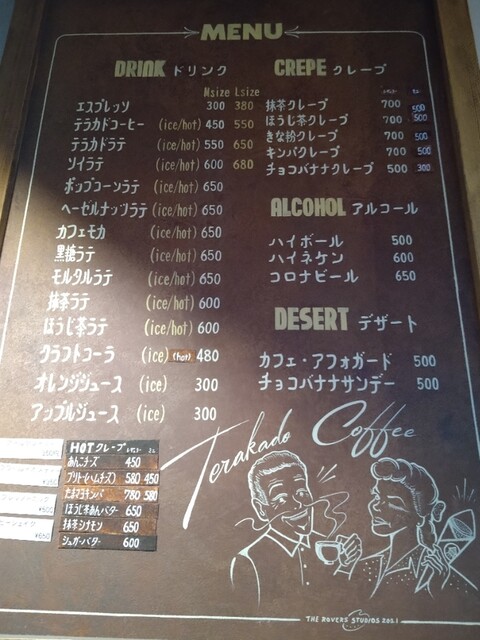 MENU
DRINK ドリンク
Msize Lsize
エスプレッソ 300 380
テラカドコーヒー (ice/hot) 450 550
テラカドラテ (ice/hot) 550 650
ソイラテ (ice/hot) 600 680
ポップコーンラテ (ice/hot) 650
ヘーゼルナッツラテ (ice/hot) 650
カフェモカ (ice/hot) 650
黒糖ラテ (ice/hot) 650
モルタルラテ (ice/hot) 650
抹茶ラテ (ice/hot) 600
ほうじ茶ラテ (ice/hot) 600
クラフトコーラ (ice) (hot) 480
オレンジジュース (ice) 300
アップルジュース (ice) 300
CREPE クレープ
抹茶クレープ 700 500
ほうじ茶クレープ 700 500
きな粉クレープ 700 500
キンパクレープ 700 500
チョコバナナクレープ 500 300
ALCOHOL アルコール
ハイボール 500
ハイネケン 600
コロナビール 650
DESERT デザート
カフェ・アフォガード 500
チョコバナナサンデー 500
HOTクレープ
あんこチーズ 450
ブリトー(ハムチーズ) 580 450
たまマヨキンパ 780 580
ほうじ茶あんバター 650
抹茶シナモン 650
シュガーバター 600
Terakado Coffee
THE ROVERS STUDIOS 2021